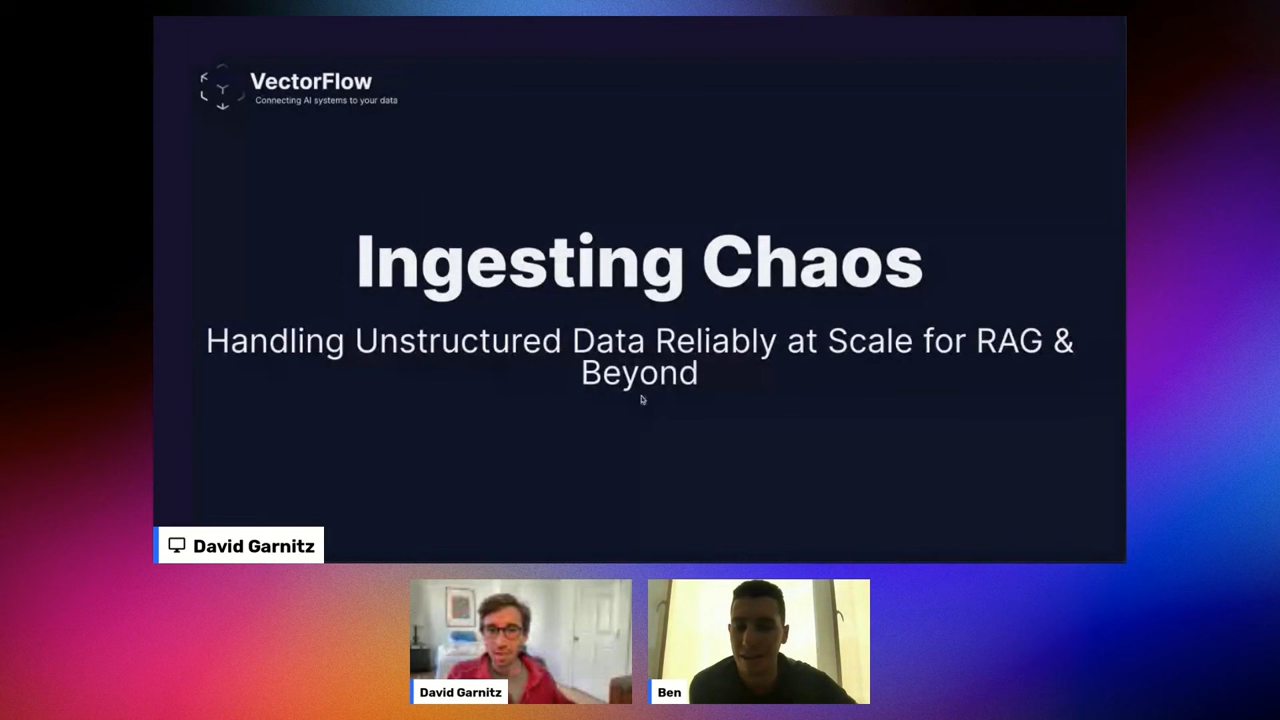 VectorFlow
Connecting AI systems to your data
Ingesting Chaos
Handling Unstructured Data Reliably at Scale for RAG &
Beyond
David Garnitz
David Garnitz
Ben